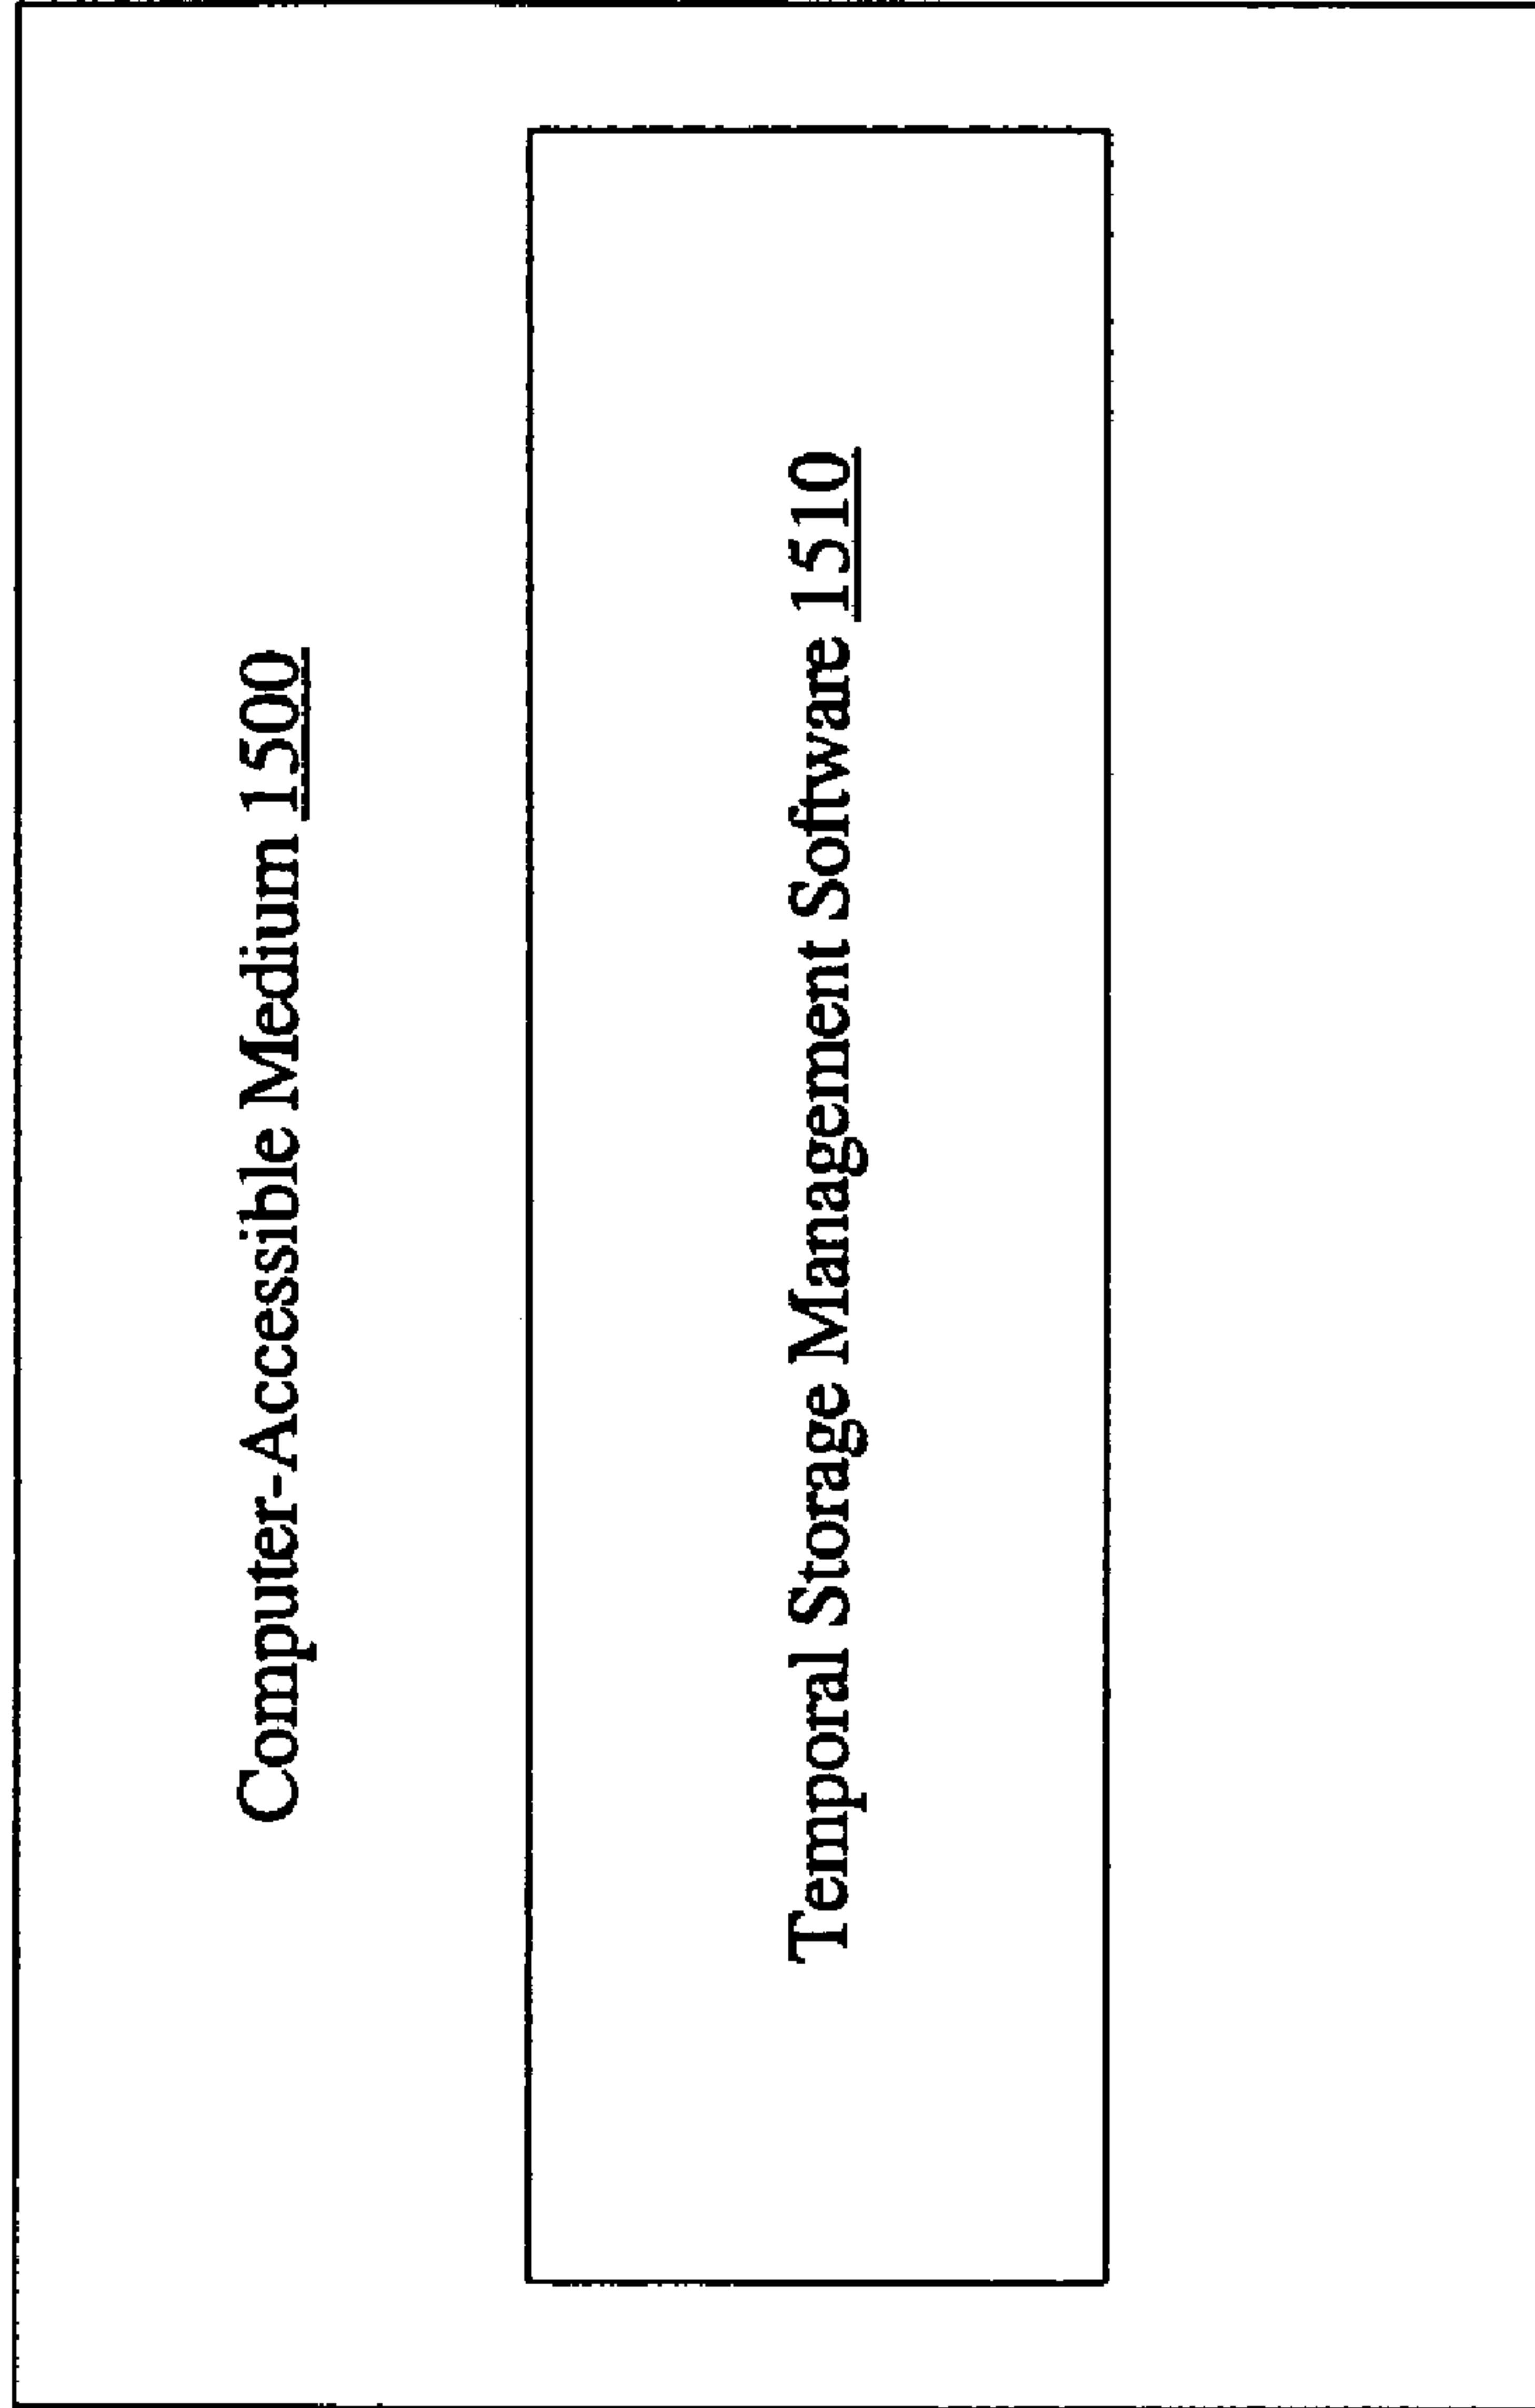 Computer-Accessible Medium 1500
Temporal Storage Management Software 1510